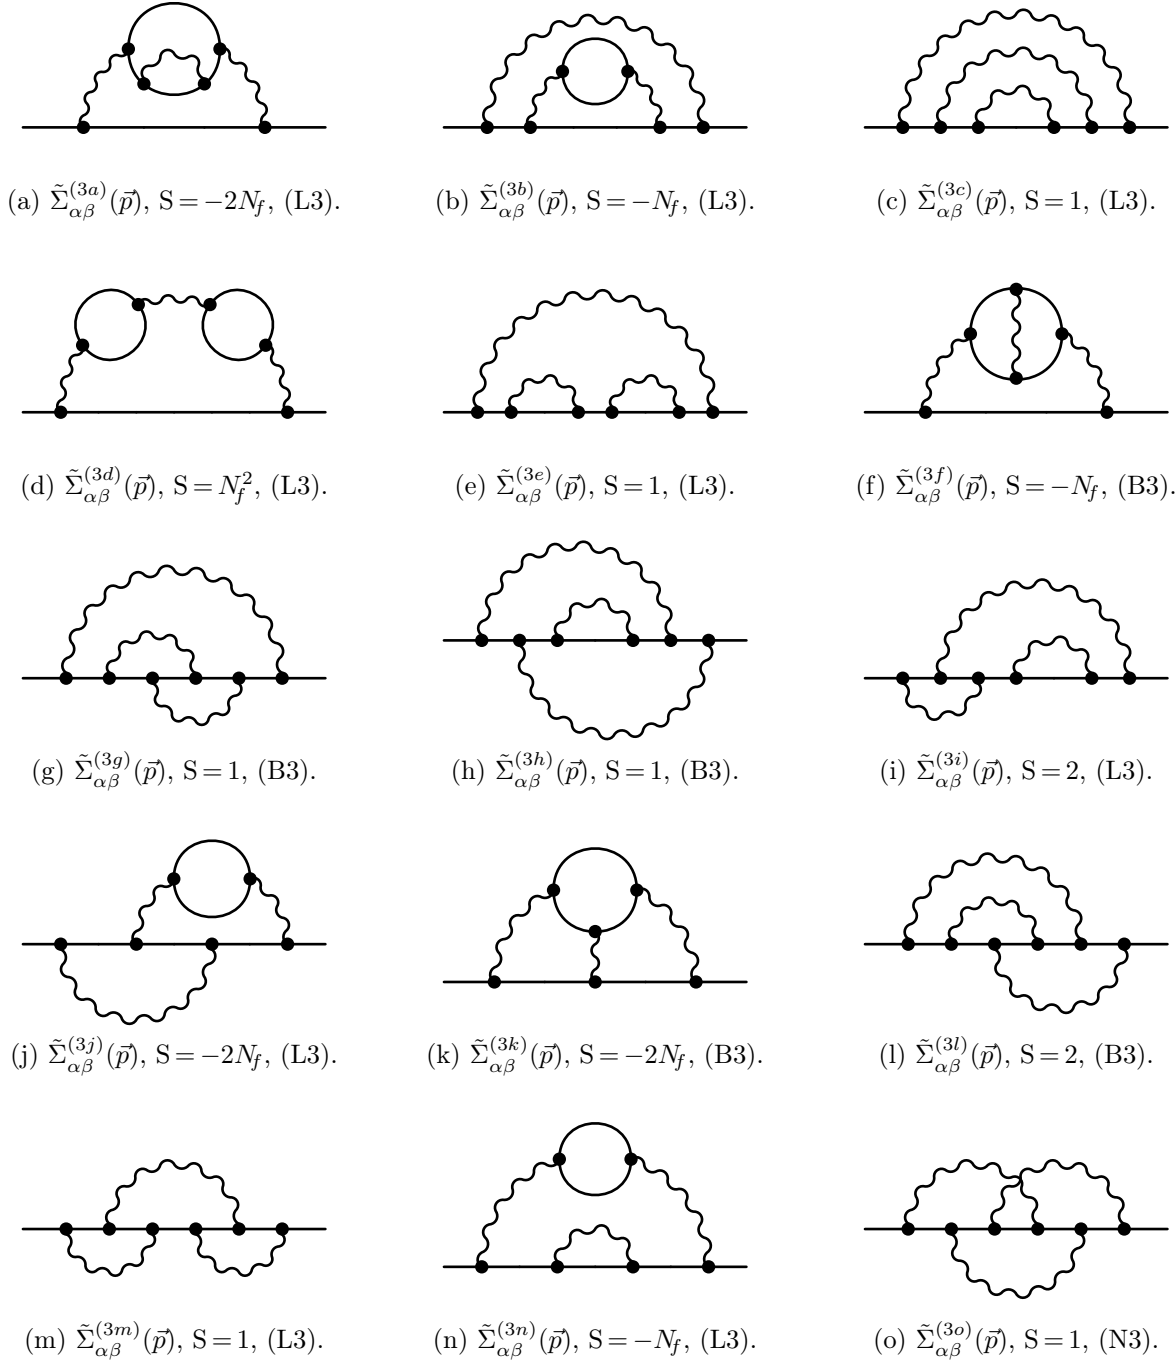 (a) Σ̃_{αβ}^{(3a)}(p⃗), S = −2N_f, (L3).
(b) Σ̃_{αβ}^{(3b)}(p⃗), S = −N_f, (L3).
(c) Σ̃_{αβ}^{(3c)}(p⃗), S = 1, (L3).
(d) Σ̃_{αβ}^{(3d)}(p⃗), S = N_f^2, (L3).
(e) Σ̃_{αβ}^{(3e)}(p⃗), S = 1, (L3).
(f) Σ̃_{αβ}^{(3f)}(p⃗), S = −N_f, (B3).
(g) Σ̃_{αβ}^{(3g)}(p⃗), S = 1, (B3).
(h) Σ̃_{αβ}^{(3h)}(p⃗), S = 1, (B3).
(i) Σ̃_{αβ}^{(3i)}(p⃗), S = 2, (L3).
(j) Σ̃_{αβ}^{(3j)}(p⃗), S = −2N_f, (L3).
(k) Σ̃_{αβ}^{(3k)}(p⃗), S = −2N_f, (B3).
(l) Σ̃_{αβ}^{(3l)}(p⃗), S = 2, (B3).
(m) Σ̃_{αβ}^{(3m)}(p⃗), S = 1, (L3).
(n) Σ̃_{αβ}^{(3n)}(p⃗), S = −N_f, (L3).
(o) Σ̃_{αβ}^{(3o)}(p⃗), S = 1, (N3).